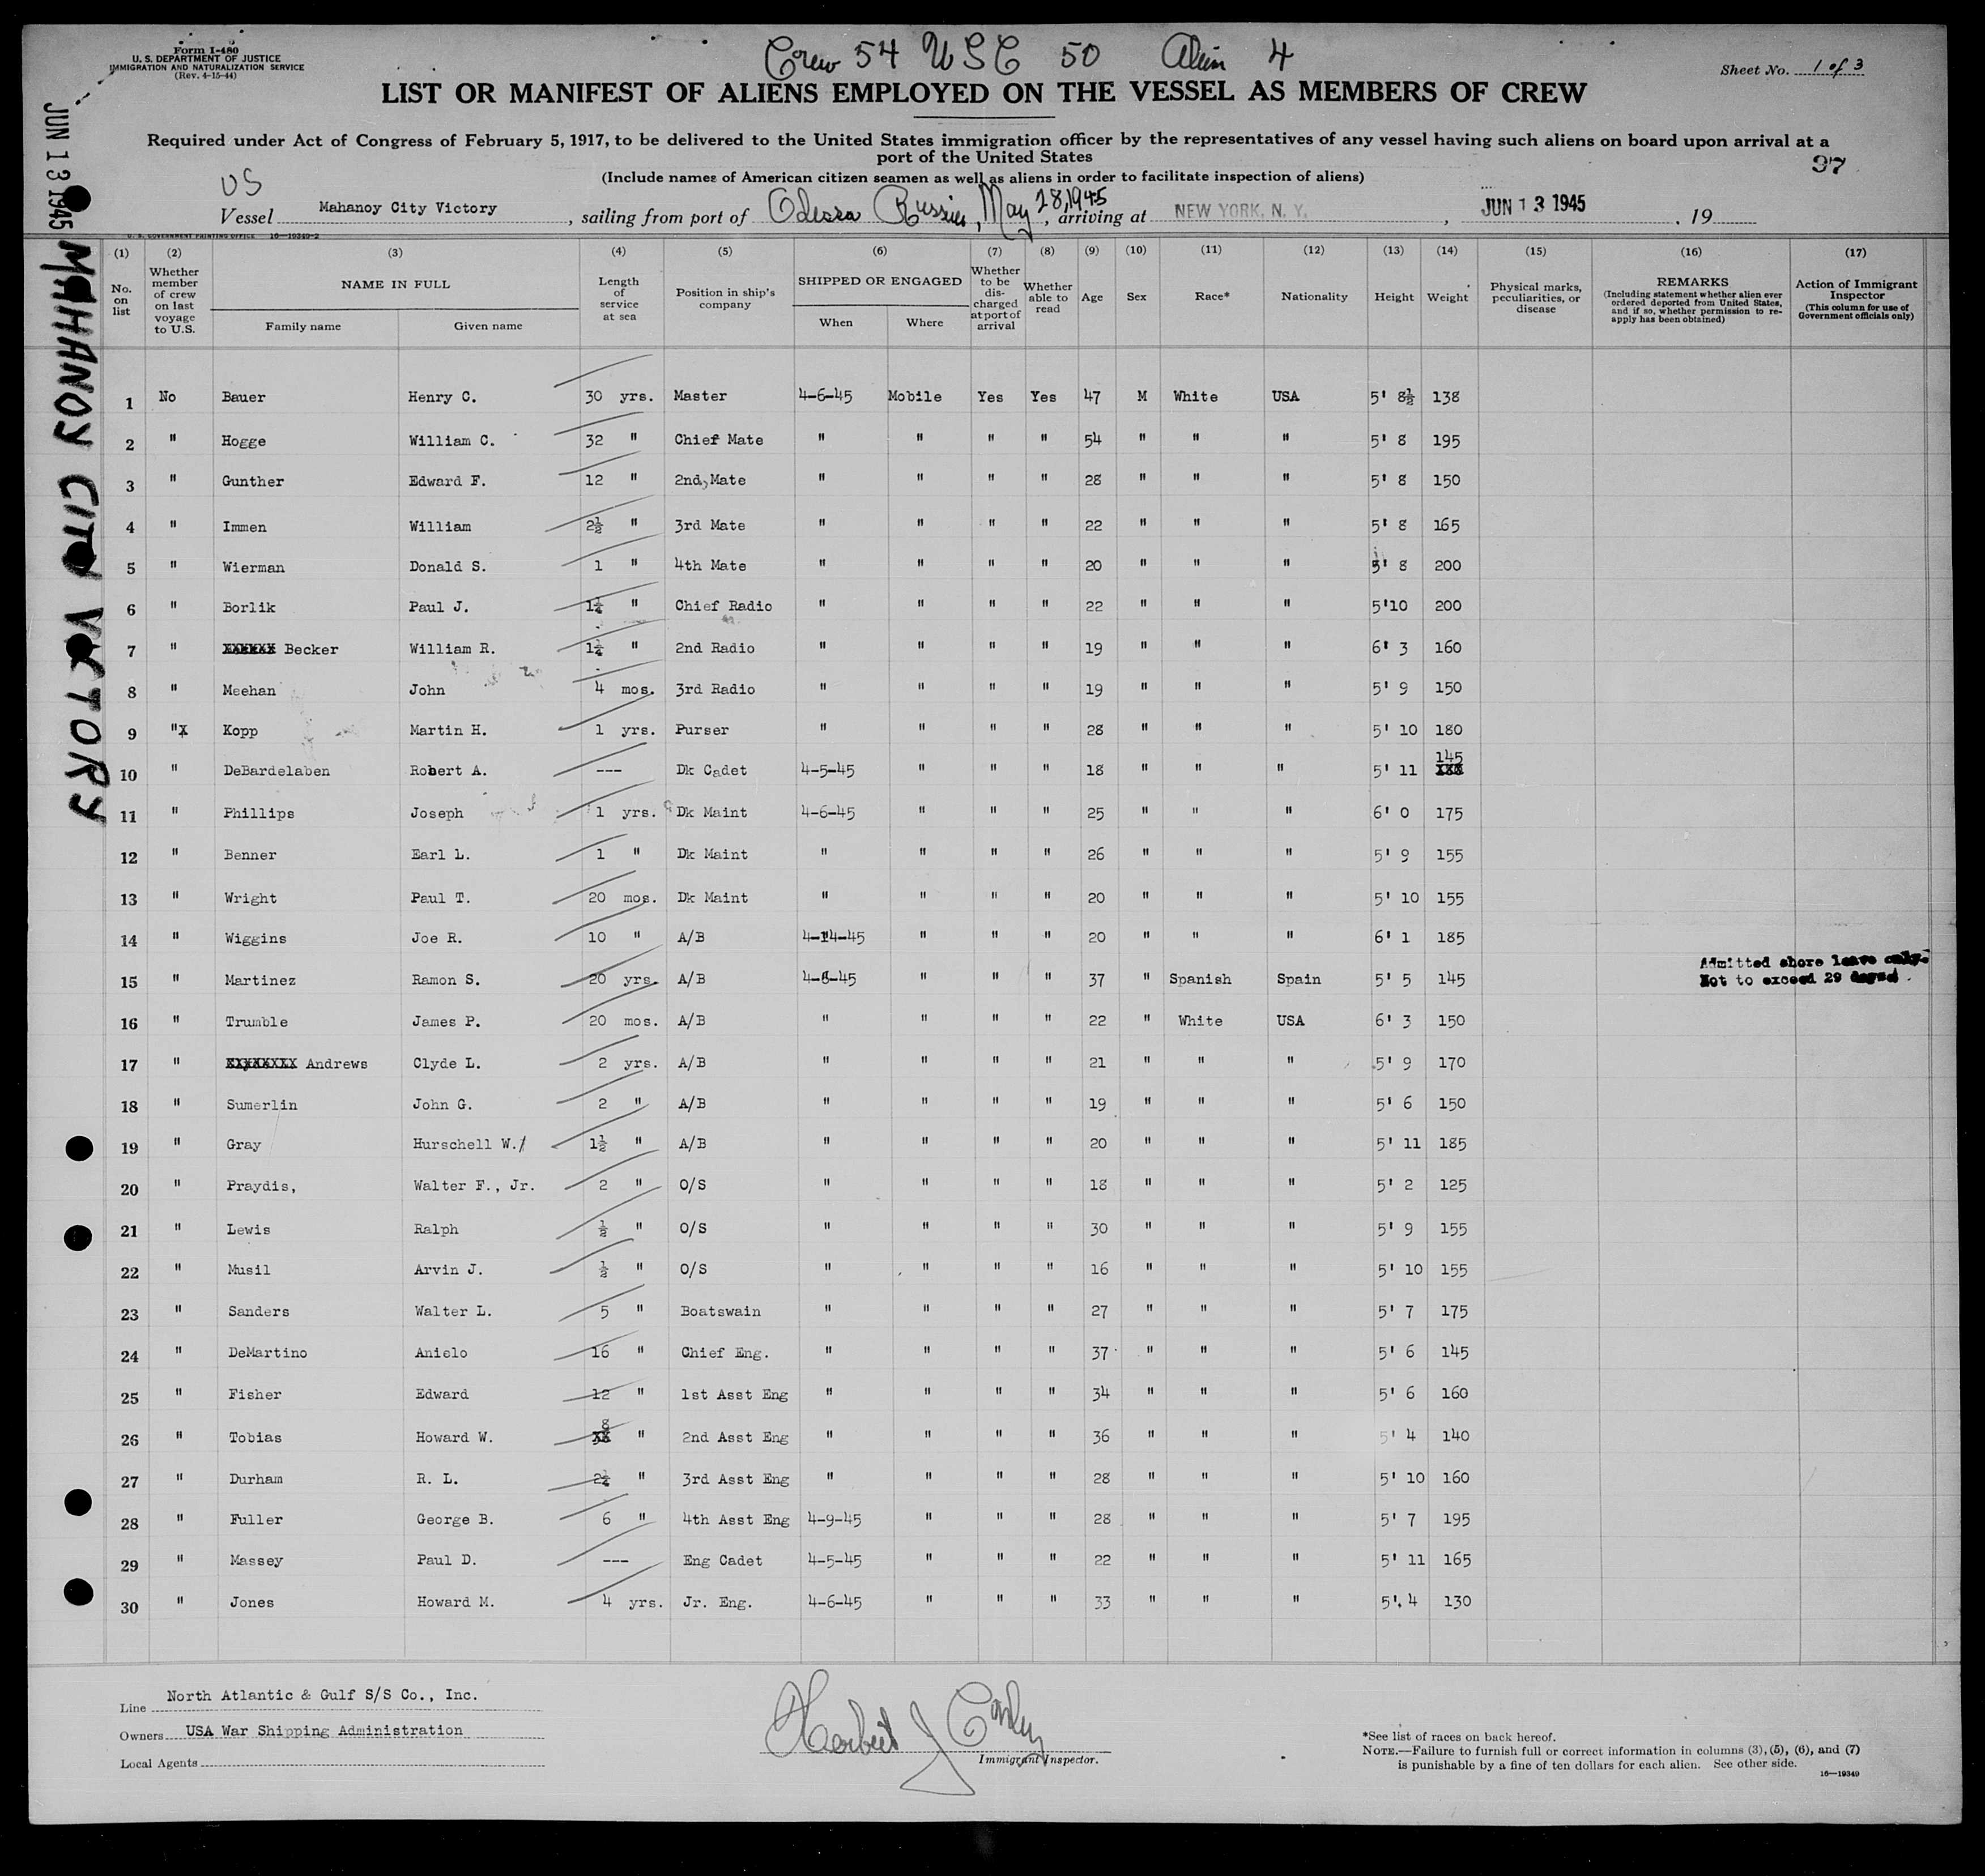 Form I-480
U. S. DEPARTMENT OF JUSTICE
IMMIGRATION AND NATURALIZATION SERVICE
(Rev. 4-15-44)
Crew 54 USC 50 Alien 4
Sheet No. 1 of 3
LIST OR MANIFEST OF ALIENS EMPLOYED ON THE VESSEL AS MEMBERS OF CREW
Required under Act of Congress of February 5, 1917, to be delivered to the United States immigration officer by the representatives of any vessel having such aliens on board upon arrival at a
port of the United States
97
(Include names of American citizen seamen as well as aliens in order to facilitate inspection of aliens)
US
Vessel Mahanoy City Victory, sailing from port of Odessa Russia, May 28, 1945, arriving at NEW YORK, N. Y., JUN 13 1945, 19
U. S. GOVERNMENT PRINTING OFFICE 16-19349-2
JUN 13 1945 MAHANOY CITY VICTORY
(1) (2) (3) (4) (5) (6) (7) (8) (9) (10) (11) (12) (13) (14) (15) (16) (17)
No. on list
Whether member of crew on last voyage to U.S.
NAME IN FULL
Family name Given name
Length of service at sea
Position in ship's company
SHIPPED OR ENGAGED
When Where
Whether to be discharged at port of arrival
Whether able to read
Age
Sex
Race*
Nationality
Height
Weight
Physical marks, peculiarities, or disease
REMARKS
(Including statement whether alien ever ordered deported from United States, and if so, whether permission to reapply has been obtained)
Action of Immigrant Inspector
(This column for use of Government officials only)
1 No Bauer Henry C. 30 yrs. Master 4-6-45 Mobile Yes Yes 47 M White USA 5' 8½ 138
2 " Hogge William C. 32 " Chief Mate " " " " 54 " " " 5' 8 195
3 " Gunther Edward F. 12 " 2nd, Mate " " " " 28 " " " 5' 8 150
4 " Immen William 2½ " 3rd Mate " " " " 22 " " " 5' 8 165
5 " Wierman Donald S. 1 " 4th Mate " " " " 20 " " " 5' 8 200
6 " Borlik Paul J. 1¼ " Chief Radio " " " " 22 " " " 5'10 200
7 " XXXXXX Becker William R. 1¼ " 2nd Radio " " " " 19 " " " 6' 3 160
8 " Meehan John 4 mos. 3rd Radio " " " " 19 " " " 5' 9 150
9 "X Kopp Martin H. 1 yrs. Purser " " " " 28 " " " 5' 10 180
10 " DeBardelaben Robert A. --- Dk Cadet 4-5-45 " " " 18 " " " 5' 11 145 XXX
11 " Phillips Joseph 1 yrs. Dk Maint 4-6-45 " " " 25 " " " 6' 0 175
12 " Benner Earl L. 1 " Dk Maint " " " " 26 " " " 5' 9 155
13 " Wright Paul T. 20 mos. Dk Maint " " " " 20 " " " 5' 10 155
14 " Wiggins Joe R. 10 " A/B 4-14-45 " " " 20 " " " 6' 1 185
15 " Martinez Ramon S. 20 yrs. A/B 4-6-45 " " " 37 " Spanish Spain 5' 5 145 Admitted shore leave only.
Not to exceed 29 days.
16 " Trumble James P. 20 mos. A/B " " " " 22 " White USA 6' 3 150
17 " XXXXXXXX Andrews Clyde L. 2 yrs. A/B " " " " 21 " " " 5' 9 170
18 " Sumerlin John G. 2 " A/B " " " " 19 " " " 5' 6 150
19 " Gray Hurschell W./ 1½ " A/B " " " " 20 " " " 5' 11 185
20 " Praydis, Walter F., Jr. 2 " O/S " " " " 18 " " " 5' 2 125
21 " Lewis Ralph ½ " O/S " " " " 30 " " " 5' 9 155
22 " Musil Arvin J. ½ " O/S " " " " 16 " " " 5' 10 155
23 " Sanders Walter L. 5 " Boatswain " " " " 27 " " " 5' 7 175
24 " DeMartino Anielo 16 " Chief Eng. " " " " 37 " " " 5' 6 145
25 " Fisher Edward 12 " 1st Asst Eng " " " " 34 " " " 5' 6 160
26 " Tobias Howard W. 8 XX " 2nd Asst Eng " " " " 36 " " " 5' 4 140
27 " Durham R. L. 2¼ " 3rd Asst Eng " " " " 28 " " " 5' 10 160
28 " Fuller George B. 6 " 4th Asst Eng 4-9-45 " " " 28 " " " 5' 7 195
29 " Massey Paul D. --- Eng Cadet 4-5-45 " " " 22 " " " 5' 11 165
30 " Jones Howard M. 4 yrs. Jr. Eng. 4-6-45 " " " 33 " " " 5'. 4 130
Line North Atlantic & Gulf S/S Co., Inc.
Owners USA War Shipping Administration
Local Agents
Herbert J
Immigrant Inspector.
*See list of races on back hereof.
NOTE.—Failure to furnish full or correct information in columns (3), (5), (6), and (7)
is punishable by a fine of ten dollars for each alien. See other side.
16—19349